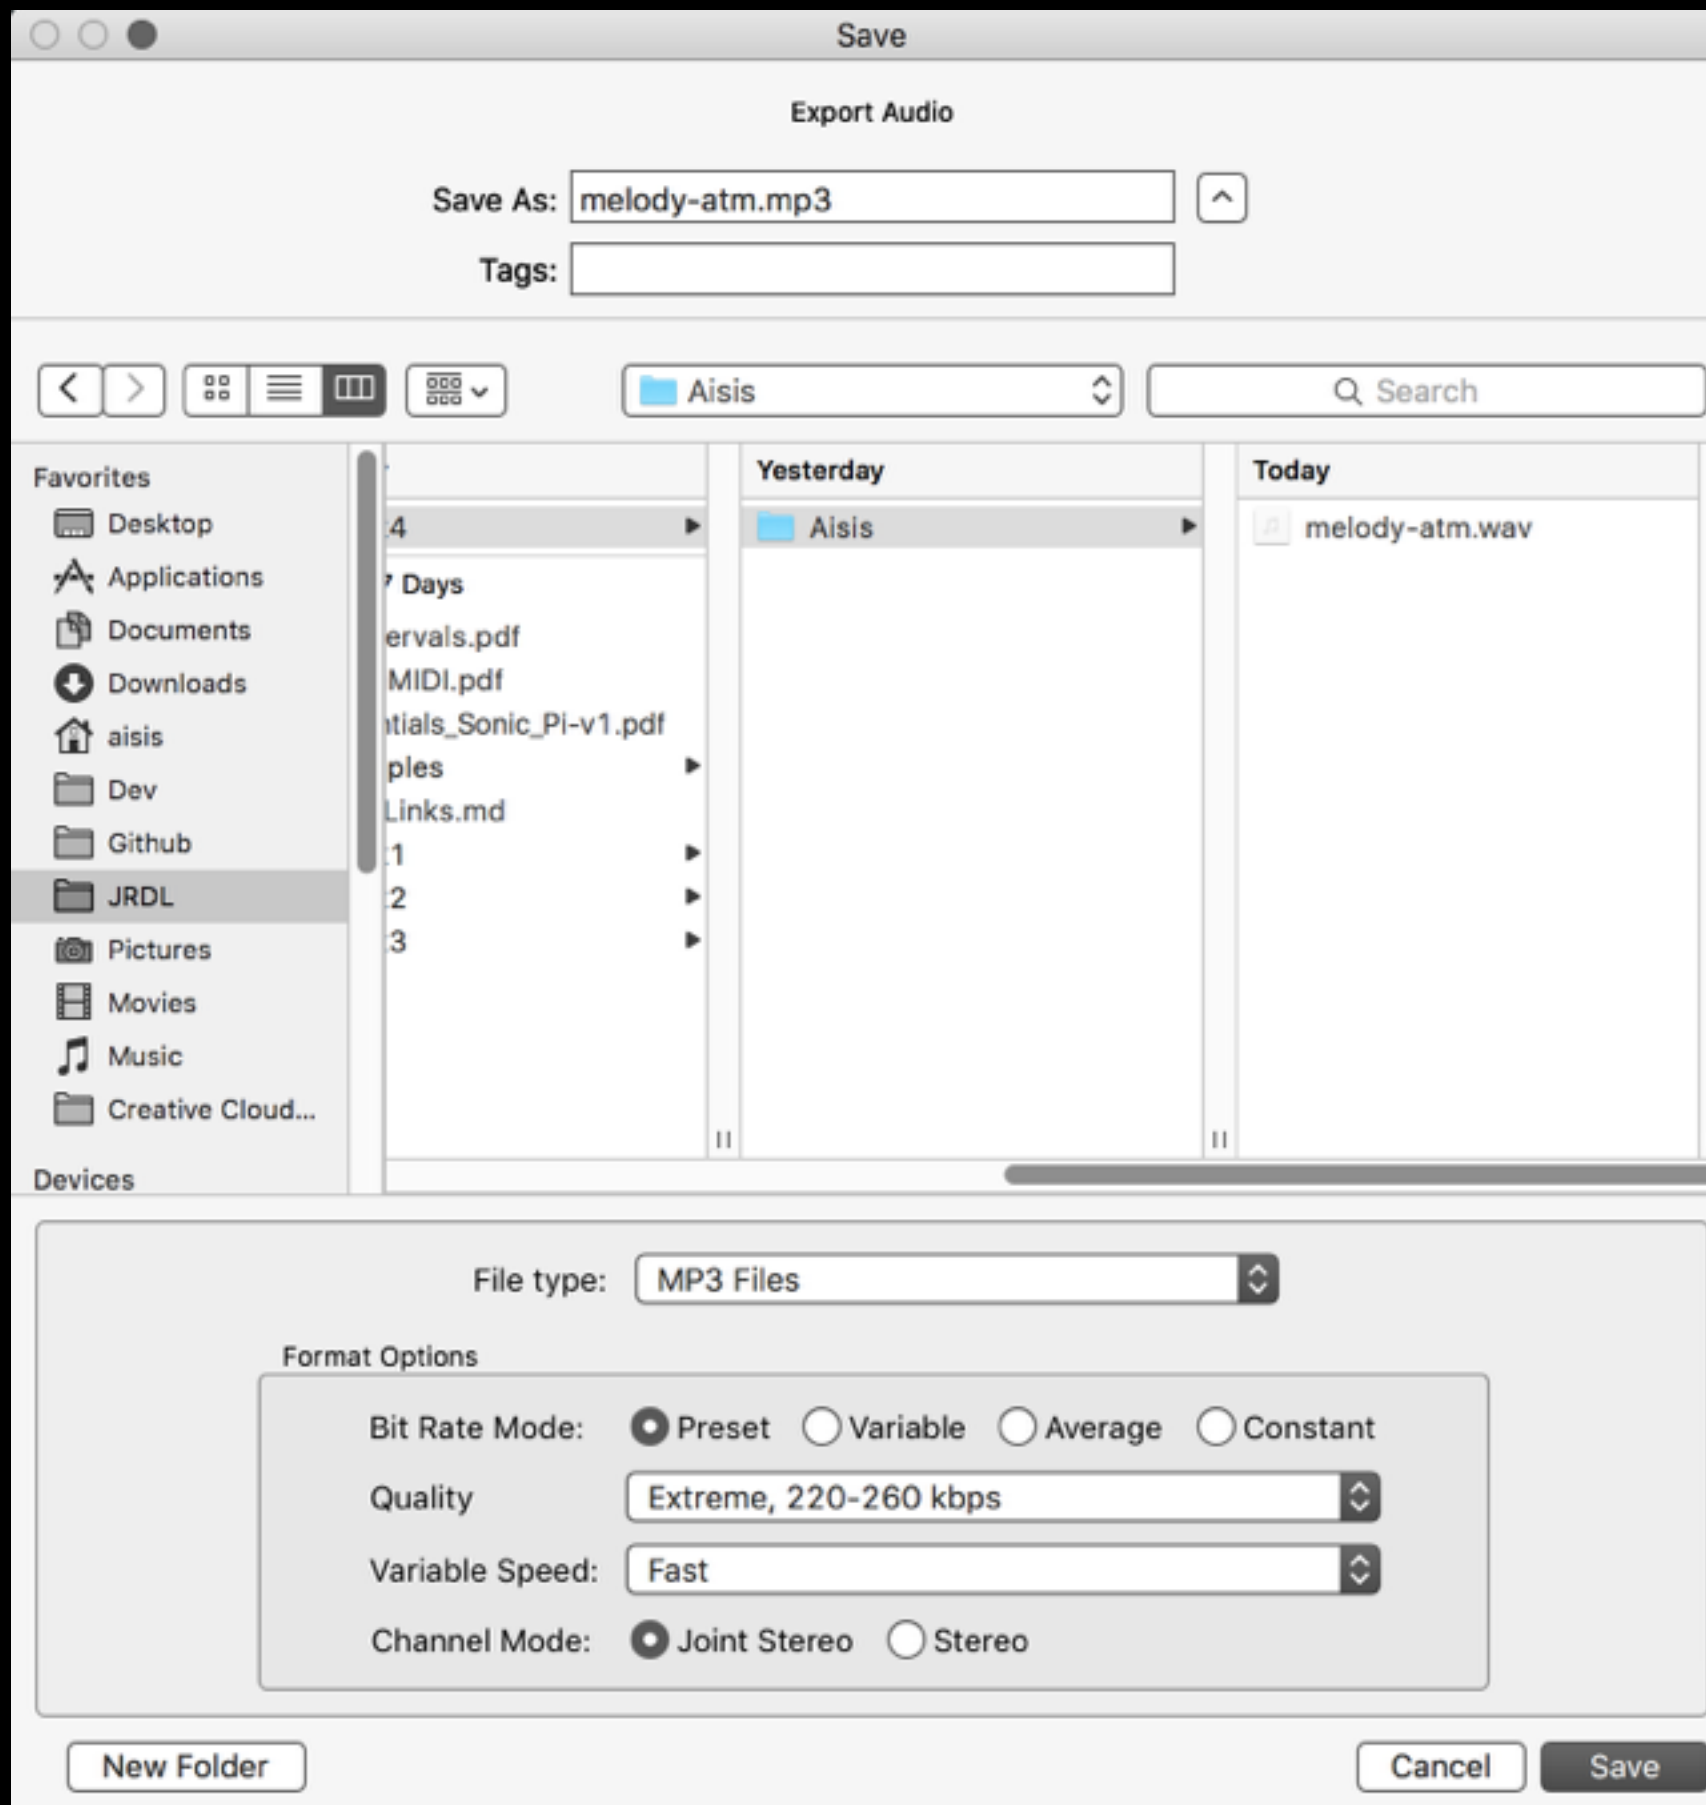 Save
Export Audio
Save As: melody-atm.mp3
Tags:
Aisis
Search
Favorites
Desktop
Applications
Documents
Downloads
aisis
Dev
Github
JRDL
Pictures
Movies
Music
Creative Cloud...
Devices
4
7 Days
ervals.pdf
MIDI.pdf
ntials_Sonic_Pi-v1.pdf
ples
Links.md
1
2
3
Yesterday
Aisis
Today
melody-atm.wav
File type: MP3 Files
Format Options
Bit Rate Mode: Preset Variable Average Constant
Quality Extreme, 220-260 kbps
Variable Speed: Fast
Channel Mode: Joint Stereo Stereo
New Folder Cancel Save